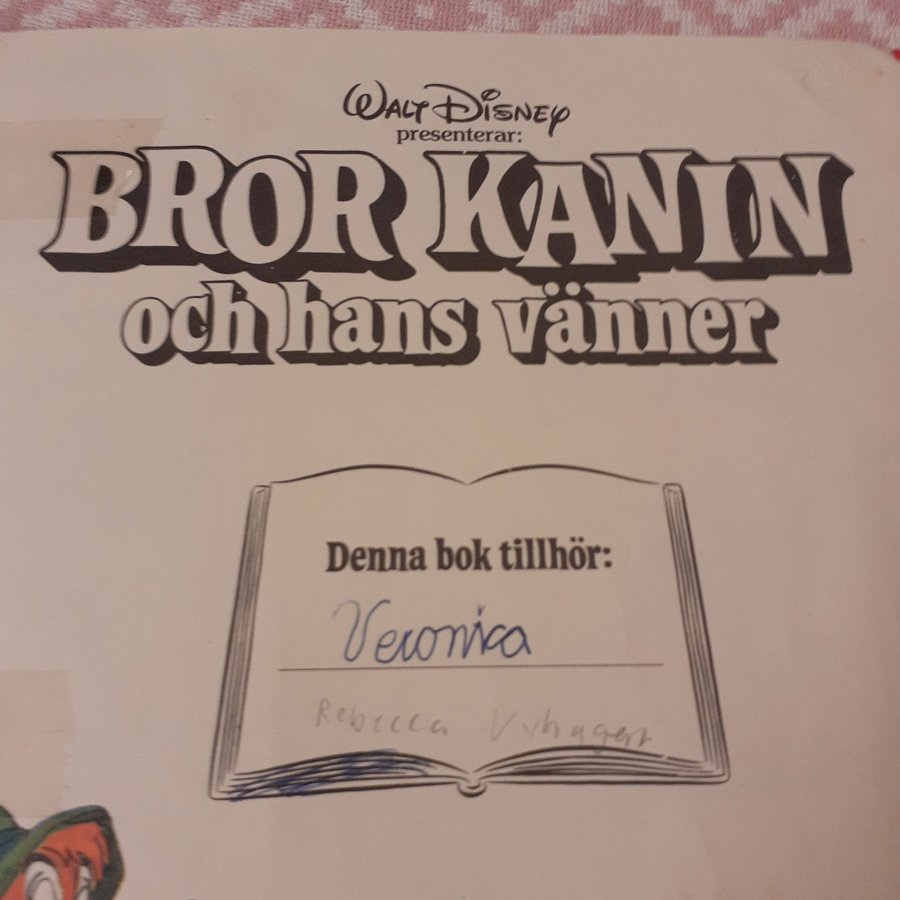 WALT DISNEY
presenterar:
BROR KANIN
och hans vänner
Denna bok tillhör:
Veronica
Rebecca